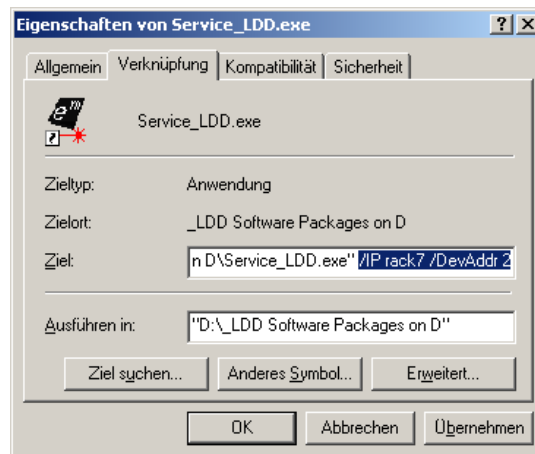 Eigenschaften von Service_LDD.exe
Allgemein Verknüpfung Kompatibilität Sicherheit
em
Service_LDD.exe
Zieltyp: Anwendung
Zielort: _LDD Software Packages on D
Ziel: n D\Service_LDD.exe" /IP rack7 /DevAddr 2
Ausführen in: "D:\_LDD Software Packages on D"
Ziel suchen... Anderes Symbol... Erweitert...
OK Abbrechen Übernehmen